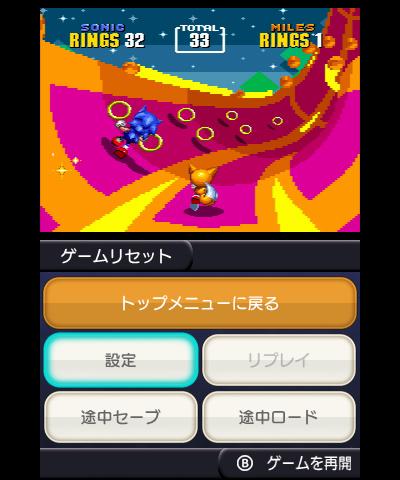 SONIC TOTAL MILES
RINGS 32 33 RINGS 1
ゲームリセット
トップメニューに戻る
設定 リプレイ
途中セーブ 途中ロード
Ⓑ ゲームを再開